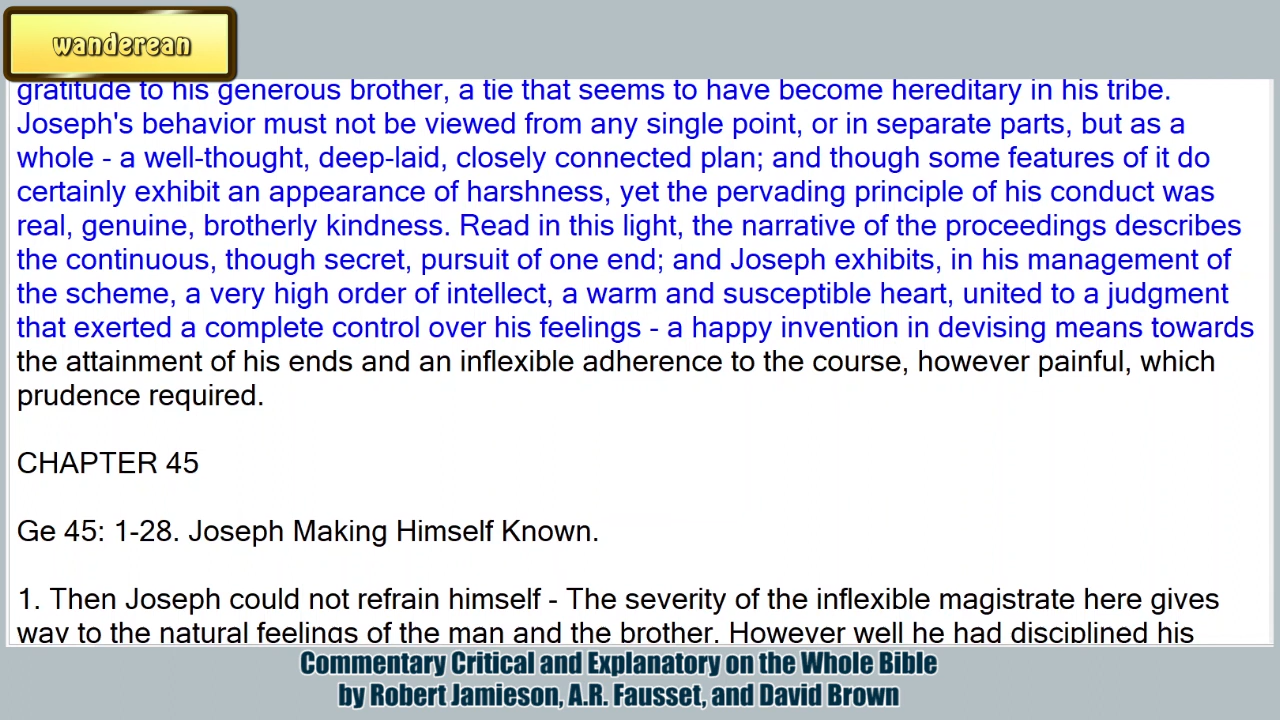 wanderean
gratitude to his generous brother, a tie that seems to have become hereditary in his tribe.
Joseph's behavior must not be viewed from any single point, or in separate parts, but as a
whole - a well-thought, deep-laid, closely connected plan; and though some features of it do
certainly exhibit an appearance of harshness, yet the pervading principle of his conduct was
real, genuine, brotherly kindness. Read in this light, the narrative of the proceedings describes
the continuous, though secret, pursuit of one end; and Joseph exhibits, in his management of
the scheme, a very high order of intellect, a warm and susceptible heart, united to a judgment
that exerted a complete control over his feelings - a happy invention in devising means towards
the attainment of his ends and an inflexible adherence to the course, however painful, which
prudence required.
CHAPTER 45
Ge 45: 1-28. Joseph Making Himself Known.
1. Then Joseph could not refrain himself - The severity of the inflexible magistrate here gives
way to the natural feelings of the man and the brother. However well he had disciplined his
Commentary Critical and Explanatory on the Whole Bible
by Robert Jamieson, A.R. Fausset, and David Brown